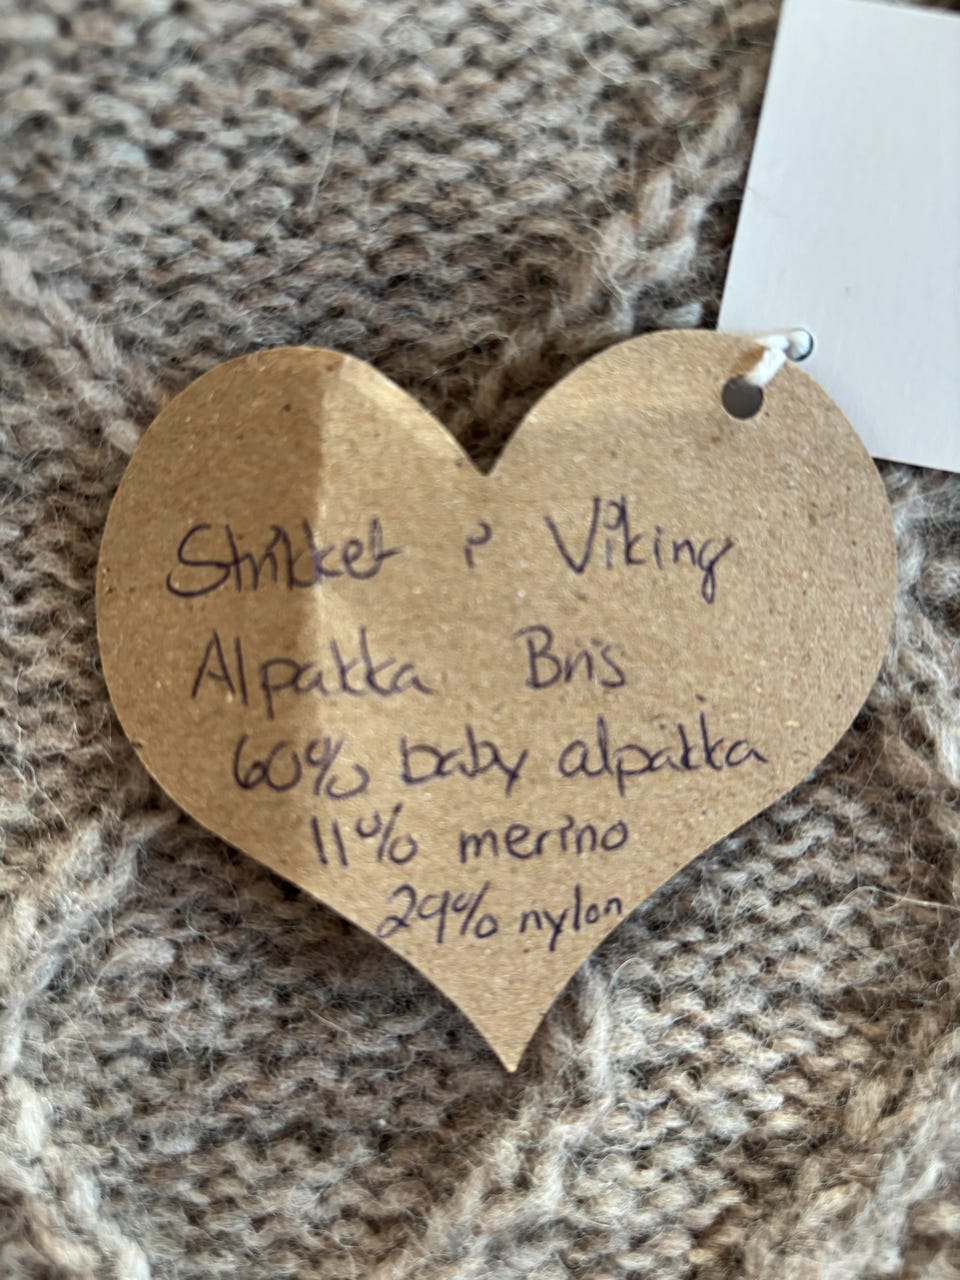 Strikket i Viking
Alpakka Bris
60% baby alpakka
11% merino
29% nylon